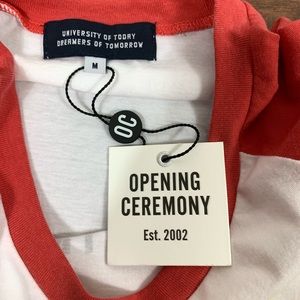 UNIVERSITY OF TODAY
DREAMERS OF TOMORROW
M
OC
OPENING
CEREMONY
Est. 2002